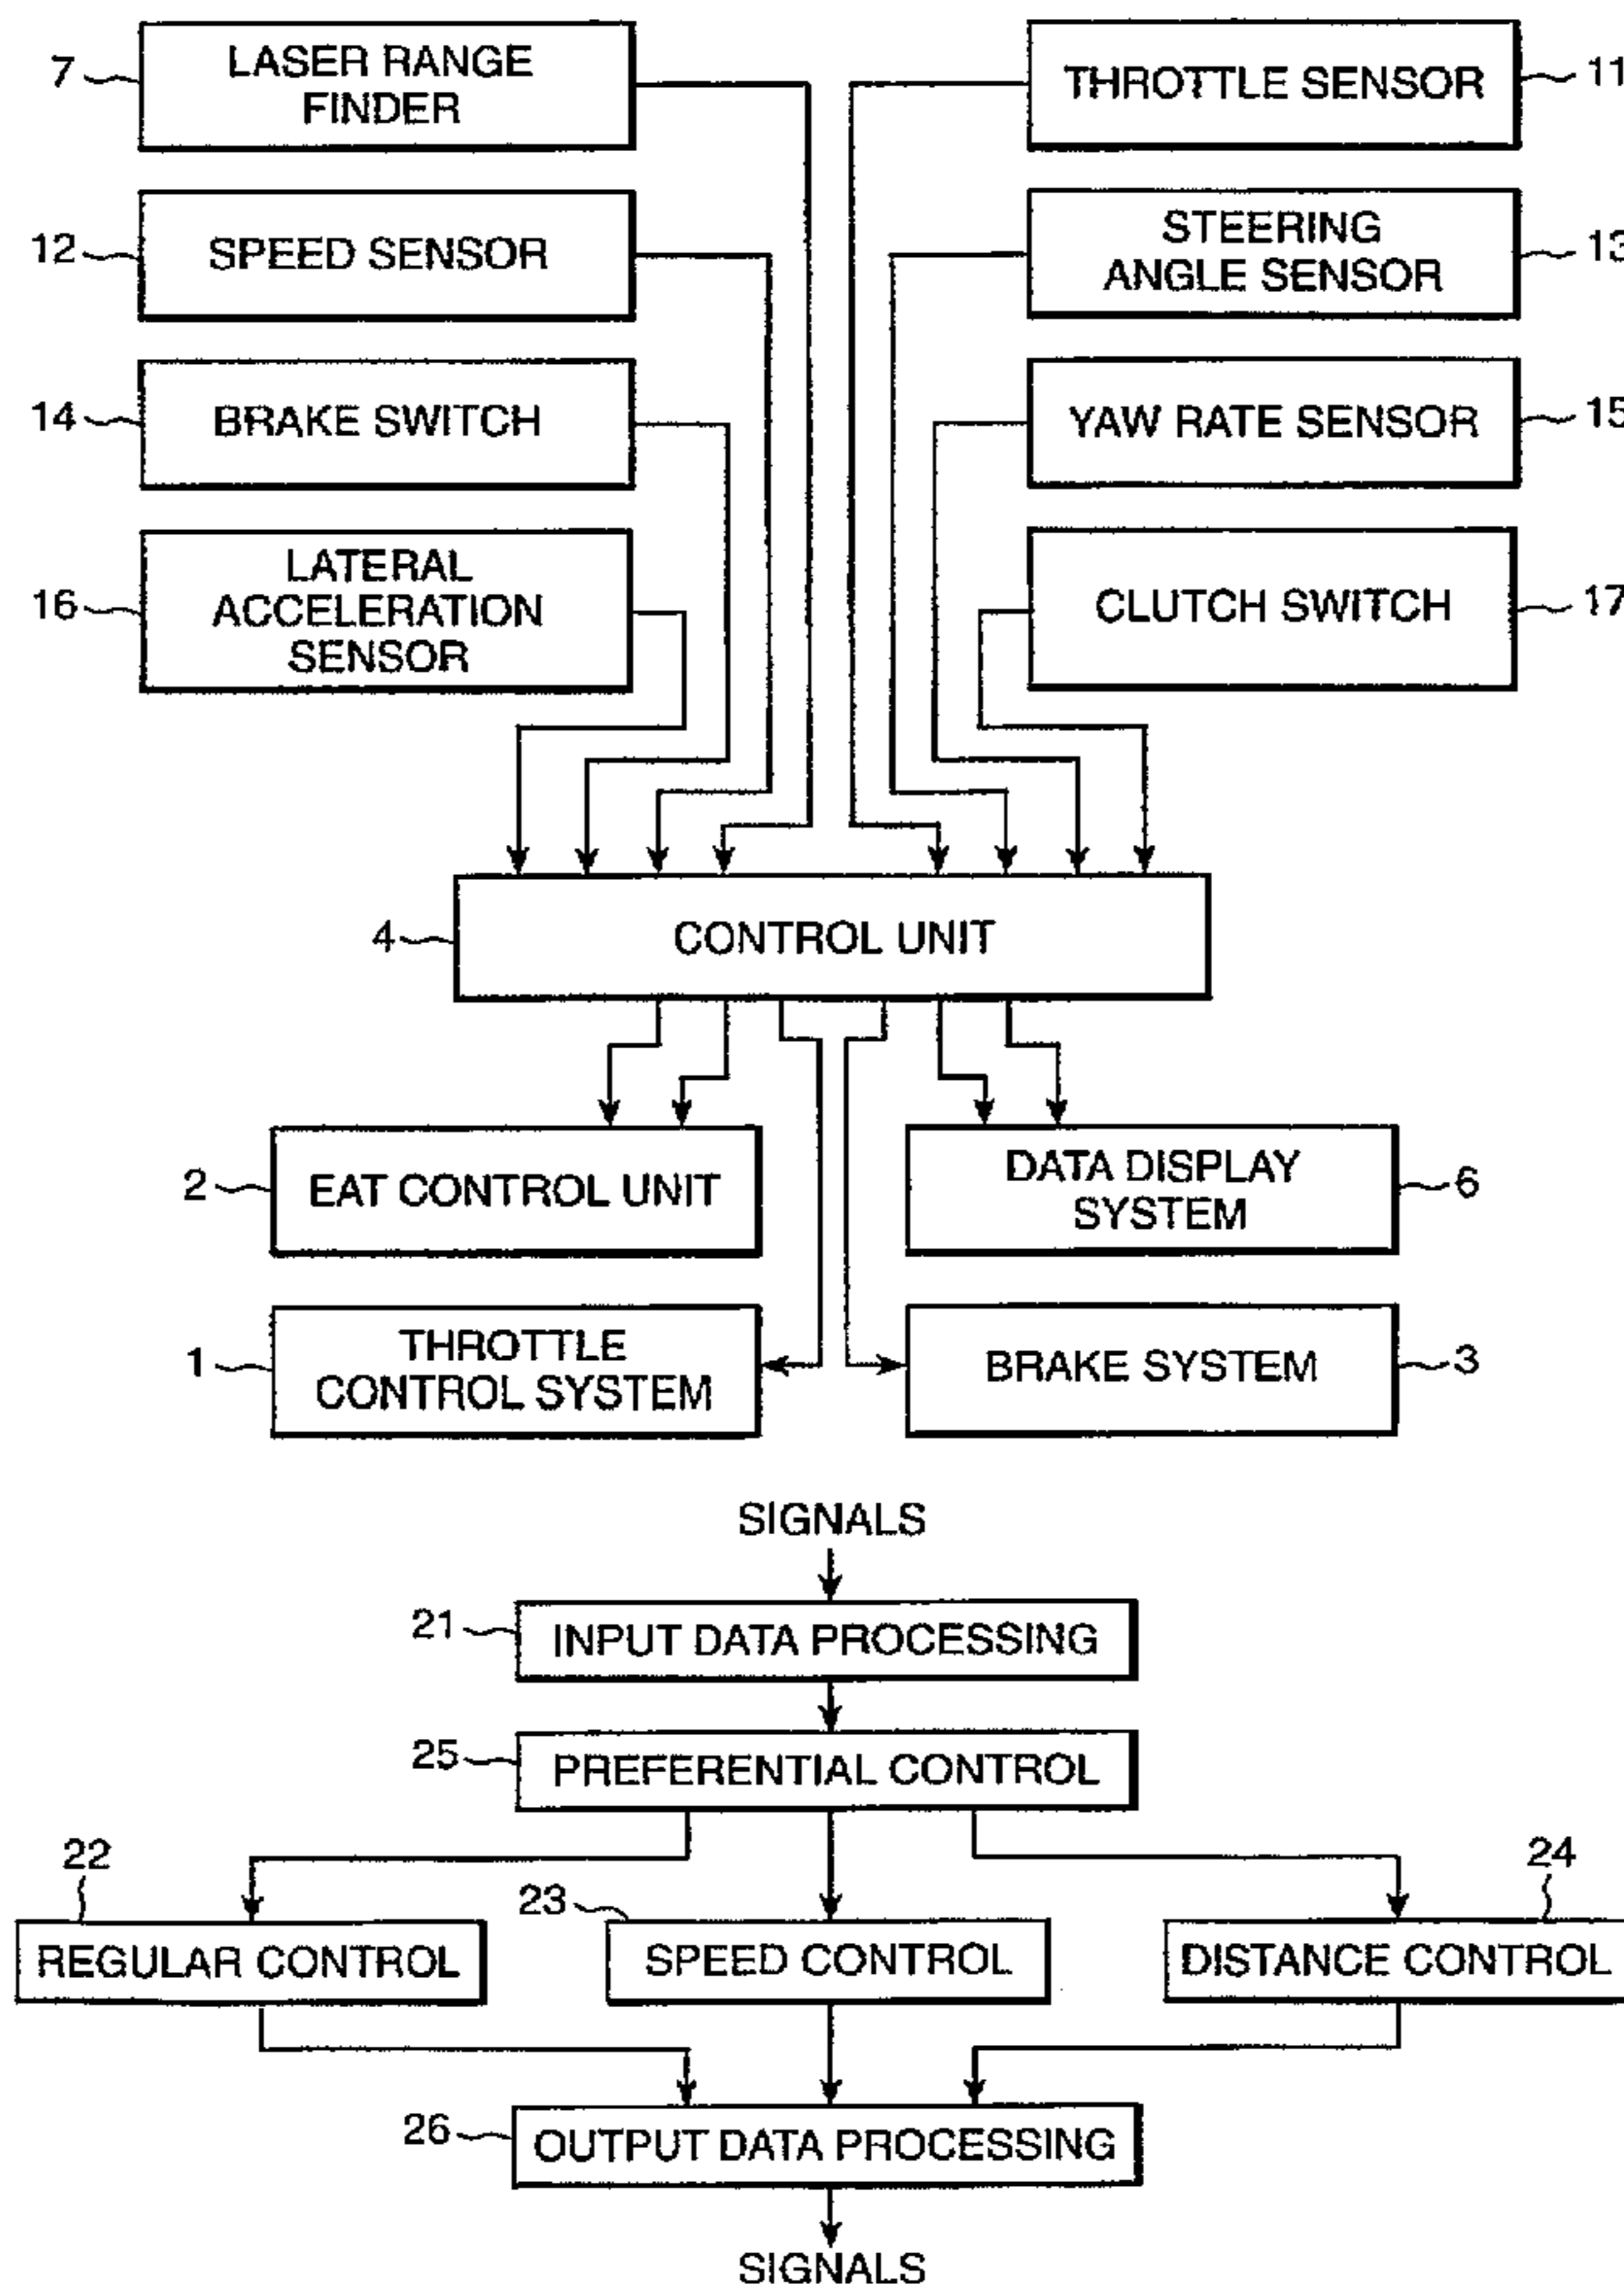 7
LASER RANGE
FINDER
THROTTLE SENSOR
11
12
SPEED SENSOR
STEERING
ANGLE SENSOR
13
14
BRAKE SWITCH
YAW RATE SENSOR
15
16
LATERAL
ACCELERATION
SENSOR
CLUTCH SWITCH
17
4
CONTROL UNIT
2
EAT CONTROL UNIT
DATA DISPLAY
SYSTEM
6
1
THROTTLE
CONTROL SYSTEM
BRAKE SYSTEM
3
SIGNALS
21
INPUT DATA PROCESSING
25
PREFERENTIAL CONTROL
22
23
24
REGULAR CONTROL
SPEED CONTROL
DISTANCE CONTROL
26
OUTPUT DATA PROCESSING
SIGNALS